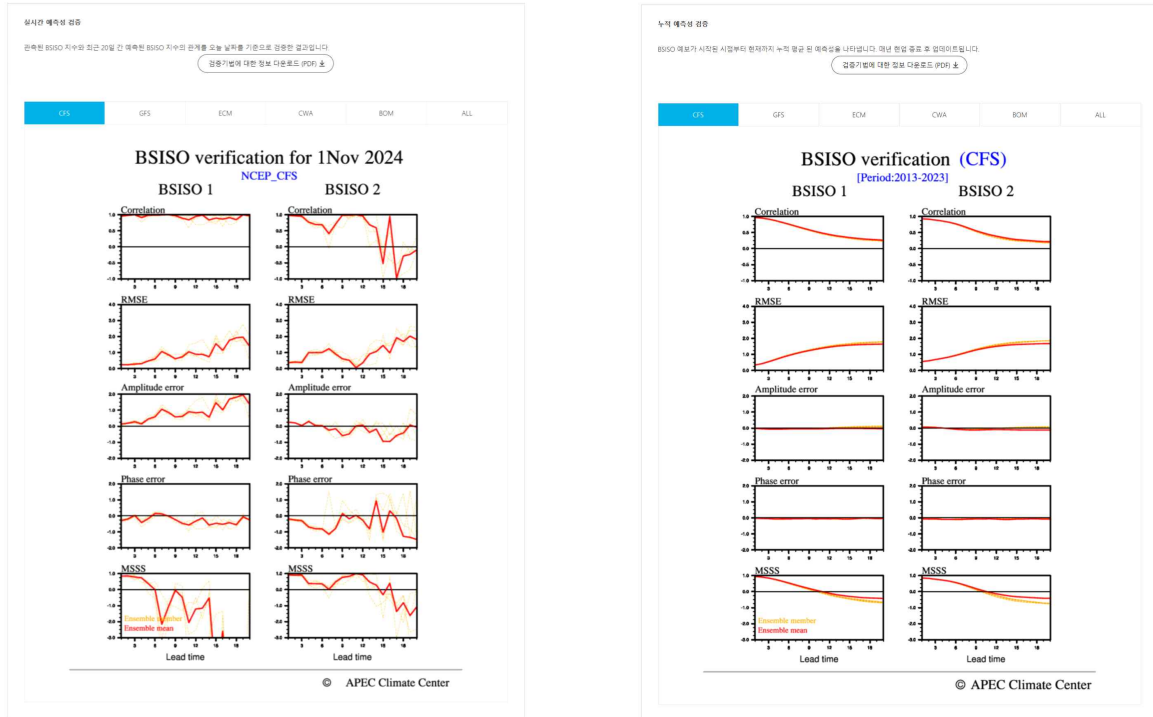 실시간 예측성 검증
관측된 BSISO 지수와 최근 20일 간 예측된 BSISO 지수의 관계를 오늘 날짜를 기준으로 검증한 결과입니다.
검증기법에 대한 정보 다운로드 (PDF)
CFS GFS ECM CWA BOM ALL
BSISO verification for 1Nov 2024
NCEP_CFS
BSISO 1 BSISO 2
Correlation Correlation
RMSE RMSE
Amplitude error Amplitude error
Phase error Phase error
MSSS MSSS
Ensemble member
Ensemble mean
Lead time Lead time
© APEC Climate Center
누적 예측성 검증
BSISO 예보가 시작된 시점부터 현재까지 누적 평균 된 예측성을 나타냅니다. 매년 현업 종료 후 업데이트됩니다.
검증기법에 대한 정보 다운로드 (PDF)
CFS GFS ECM CWA BOM ALL
BSISO verification (CFS)
[Period:2013-2023]
BSISO 1 BSISO 2
Correlation Correlation
RMSE RMSE
Amplitude error Amplitude error
Phase error Phase error
MSSS MSSS
Ensemble member
Ensemble mean
Lead time Lead time
© APEC Climate Center